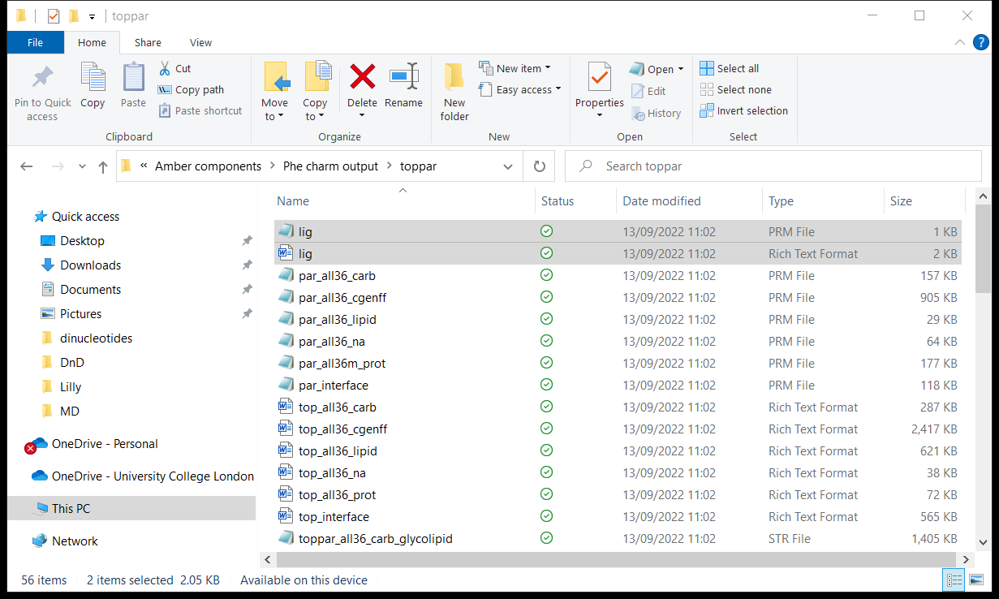 toppar
File Home Share View
Pin to Quick access
Copy
Paste
Cut
Copy path
Paste shortcut
Clipboard
Move to
Copy to
Delete
Rename
Organize
New folder
New item
Easy access
New
Properties
Open
Edit
History
Open
Select all
Select none
Invert selection
Select
« Amber components > Phe charm output > toppar
Search toppar
Quick access
Desktop
Downloads
Documents
Pictures
dinucleotides
DnD
Lilly
MD
OneDrive - Personal
OneDrive - University College London
This PC
Network
Name Status Date modified Type Size
lig 13/09/2022 11:02 PRM File 1 KB
lig 13/09/2022 11:02 Rich Text Format 2 KB
par_all36_carb 13/09/2022 11:02 PRM File 157 KB
par_all36_cgenff 13/09/2022 11:02 PRM File 905 KB
par_all36_lipid 13/09/2022 11:02 PRM File 29 KB
par_all36_na 13/09/2022 11:02 PRM File 64 KB
par_all36m_prot 13/09/2022 11:02 PRM File 177 KB
par_interface 13/09/2022 11:02 PRM File 118 KB
top_all36_carb 13/09/2022 11:02 Rich Text Format 287 KB
top_all36_cgenff 13/09/2022 11:02 Rich Text Format 2,417 KB
top_all36_lipid 13/09/2022 11:02 Rich Text Format 621 KB
top_all36_na 13/09/2022 11:02 Rich Text Format 38 KB
top_all36_prot 13/09/2022 11:02 Rich Text Format 72 KB
top_interface 13/09/2022 11:02 Rich Text Format 565 KB
toppar_all36_carb_glycolipid 13/09/2022 11:02 STR File 1,405 KB
56 items 2 items selected 2.05 KB Available on this device